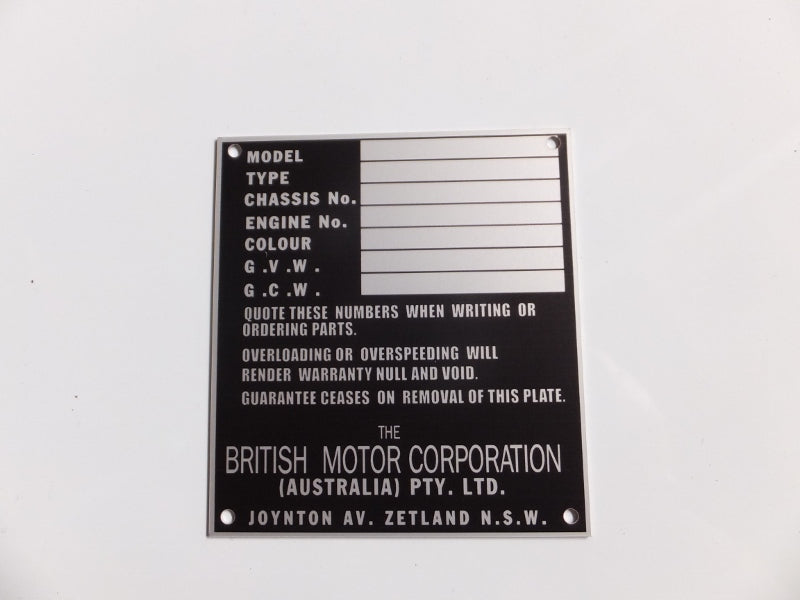 MODEL
TYPE
CHASSIS No.
ENGINE No.
COLOUR
G .V .W .
G .C .W .
QUOTE THESE NUMBERS WHEN WRITING OR
ORDERING PARTS.
OVERLOADING OR OVERSPEEDING WILL
RENDER WARRANTY NULL AND VOID.
GUARANTEE CEASES ON REMOVAL OF THIS PLATE.
THE
BRITISH MOTOR CORPORATION
(AUSTRALIA) PTY. LTD.
JOYNTON AV. ZETLAND N.S.W.